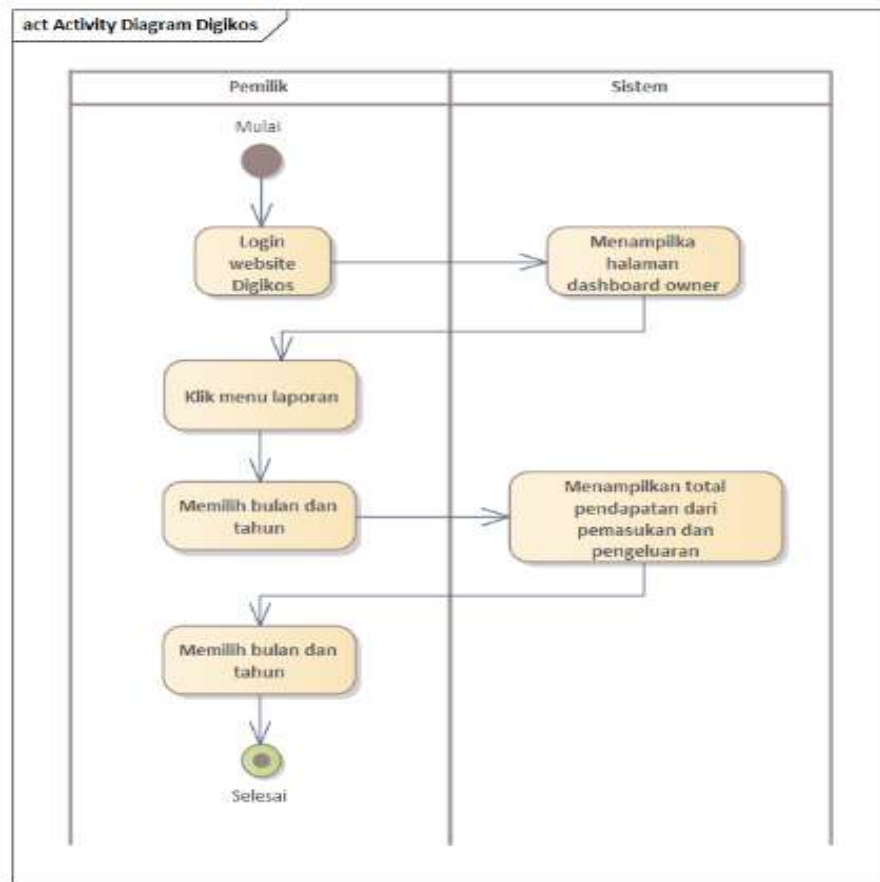 act Activity Diagram Digikos
Pemilik
Sistem
Mulai
Login
website
Digikos
Menampilka
halaman
dashboard owner
Klik menu laporan
Memilih bulan dan
tahun
Menampilkan total
pendapatan dari
pemasukan dan
pengeluaran
Memilih bulan dan
tahun
Selesai